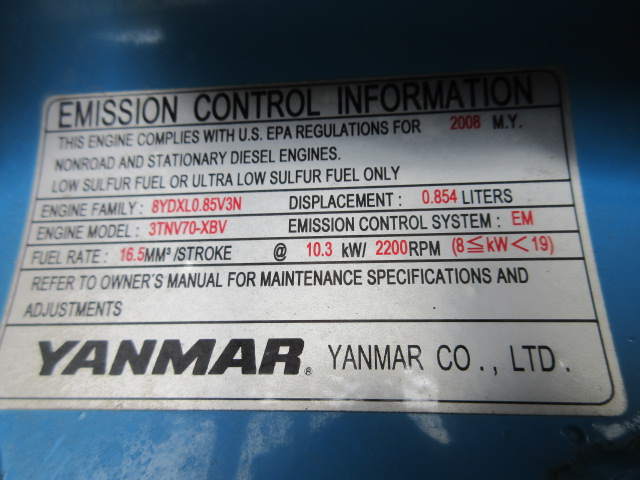 EMISSION CONTROL INFORMATION
THIS ENGINE COMPLIES WITH U.S. EPA REGULATIONS FOR 2008 M.Y.
NONROAD AND STATIONARY DIESEL ENGINES.
LOW SULFUR FUEL OR ULTRA LOW SULFUR FUEL ONLY
ENGINE FAMILY : 8YDXL0.85V3N DISPLACEMENT : 0.854 LITERS
ENGINE MODEL : 3TNV70-XBV EMISSION CONTROL SYSTEM : EM
FUEL RATE : 16.5MM³/STROKE @ 10.3 kW/ 2200RPM (8≦kW<19)
REFER TO OWNER'S MANUAL FOR MAINTENANCE SPECIFICATIONS AND
ADJUSTMENTS
YANMAR® YANMAR CO., LTD.